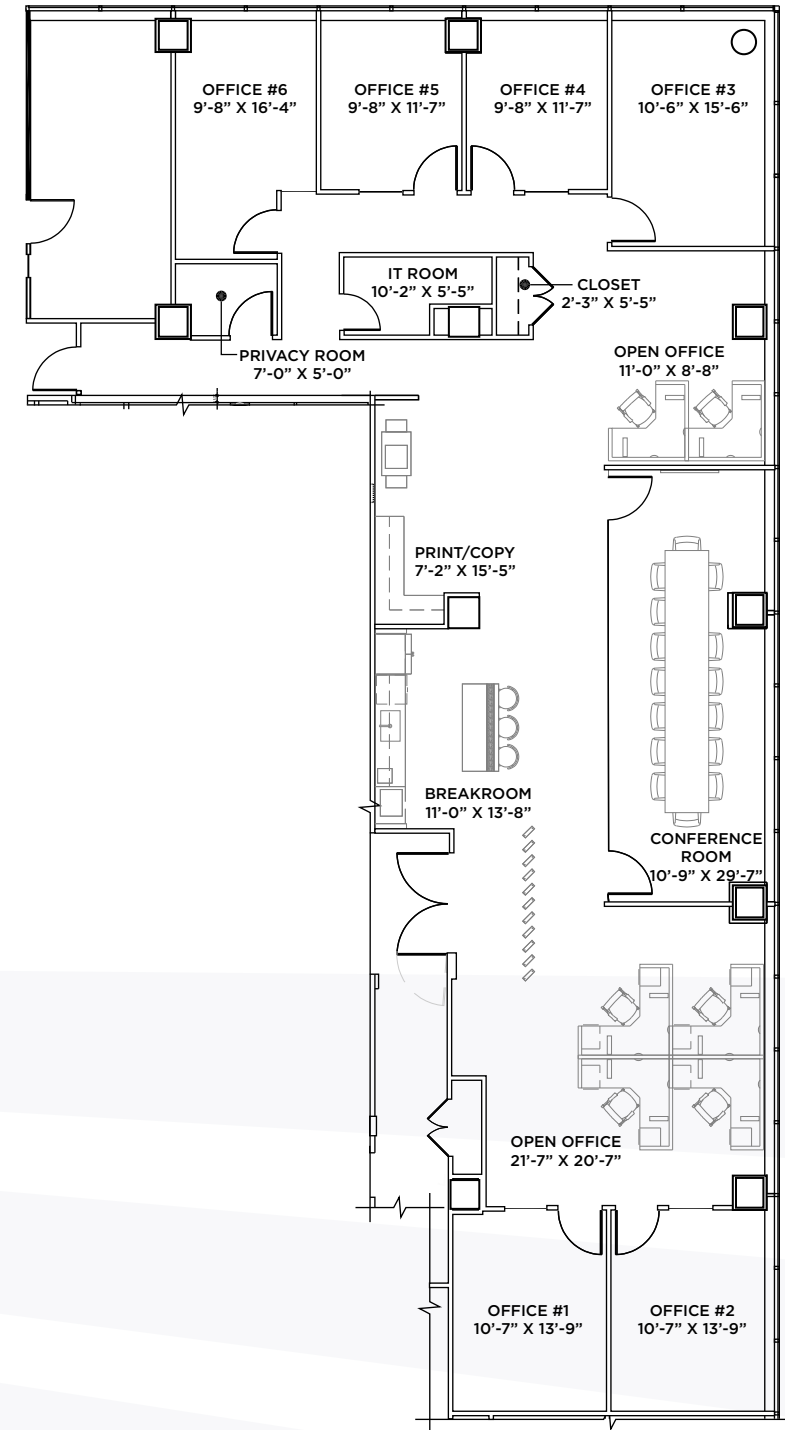 OFFICE #6
9’-8” X 16’-4”
OFFICE #5
9’-8” X 11’-7”
OFFICE #4
9’-8” X 11’-7”
OFFICE #3
10’-6” X 15’-6”
IT ROOM
10’-2” X 5’-5”
CLOSET
2’-3” X 5’-5”
PRIVACY ROOM
7’-0” X 5’-0”
OPEN OFFICE
11’-0” X 8’-8”
PRINT/COPY
7’-2” X 15’-5”
BREAKROOM
11’-0” X 13’-8”
CONFERENCE
ROOM
10’-9” X 29’-7”
OPEN OFFICE
21’-7” X 20’-7”
OFFICE #1
10’-7” X 13’-9”
OFFICE #2
10’-7” X 13’-9”